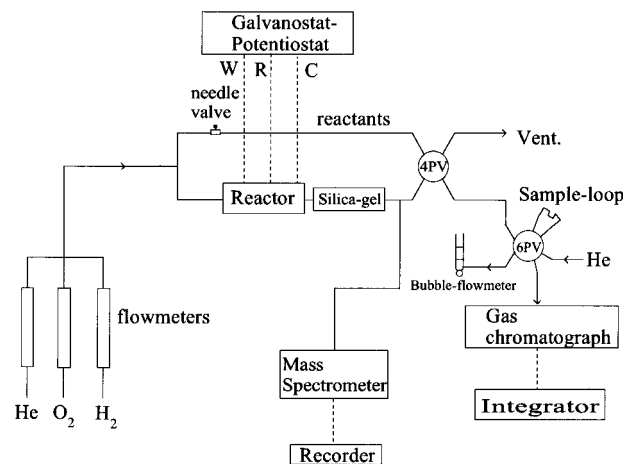 Galvanostat-
Potentiostat
W R C
needle
valve
reactants
Vent.
4PV
Reactor
Silica-gel
Sample-loop
6PV
He
Bubble-flowmeter
flowmeters
Gas
chromatograph
Mass
Spectrometer
He O₂ H₂
Integrator
Recorder